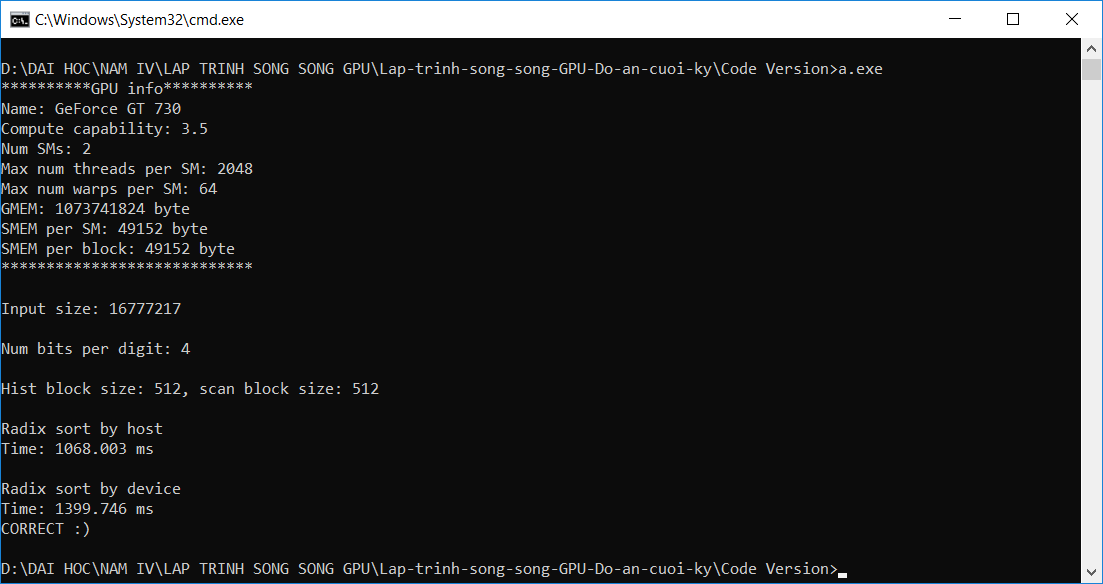 C:\Windows\System32\cmd.exe
D:\DAI HOC\NAM IV\LAP TRINH SONG SONG GPU\Lap-trinh-song-song-GPU-Do-an-cuoi-ky\Code Version>a.exe
**********GPU info**********
Name: GeForce GT 730
Compute capability: 3.5
Num SMs: 2
Max num threads per SM: 2048
Max num warps per SM: 64
GMEM: 1073741824 byte
SMEM per SM: 49152 byte
SMEM per block: 49152 byte
****************************
Input size: 16777217
Num bits per digit: 4
Hist block size: 512, scan block size: 512
Radix sort by host
Time: 1068.003 ms
Radix sort by device
Time: 1399.746 ms
CORRECT :)
D:\DAI HOC\NAM IV\LAP TRINH SONG SONG GPU\Lap-trinh-song-song-GPU-Do-an-cuoi-ky\Code Version>